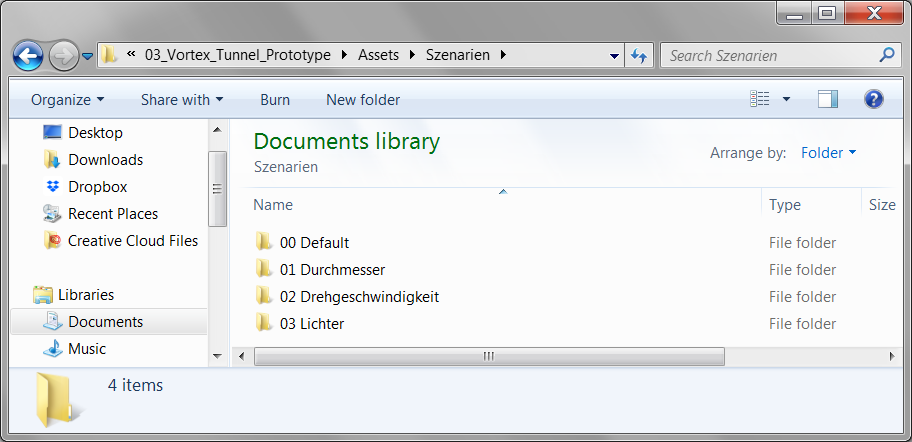 « 03_Vortex_Tunnel_Prototype Assets Szenarien
Search Szenarien
Organize Share with Burn New folder
Desktop
Downloads
Dropbox
Recent Places
Creative Cloud Files
Libraries
Documents
Music
Documents library
Szenarien
Arrange by: Folder
Name Type Size
00 Default File folder
01 Durchmesser File folder
02 Drehgeschwindigkeit File folder
03 Lichter File folder
4 items